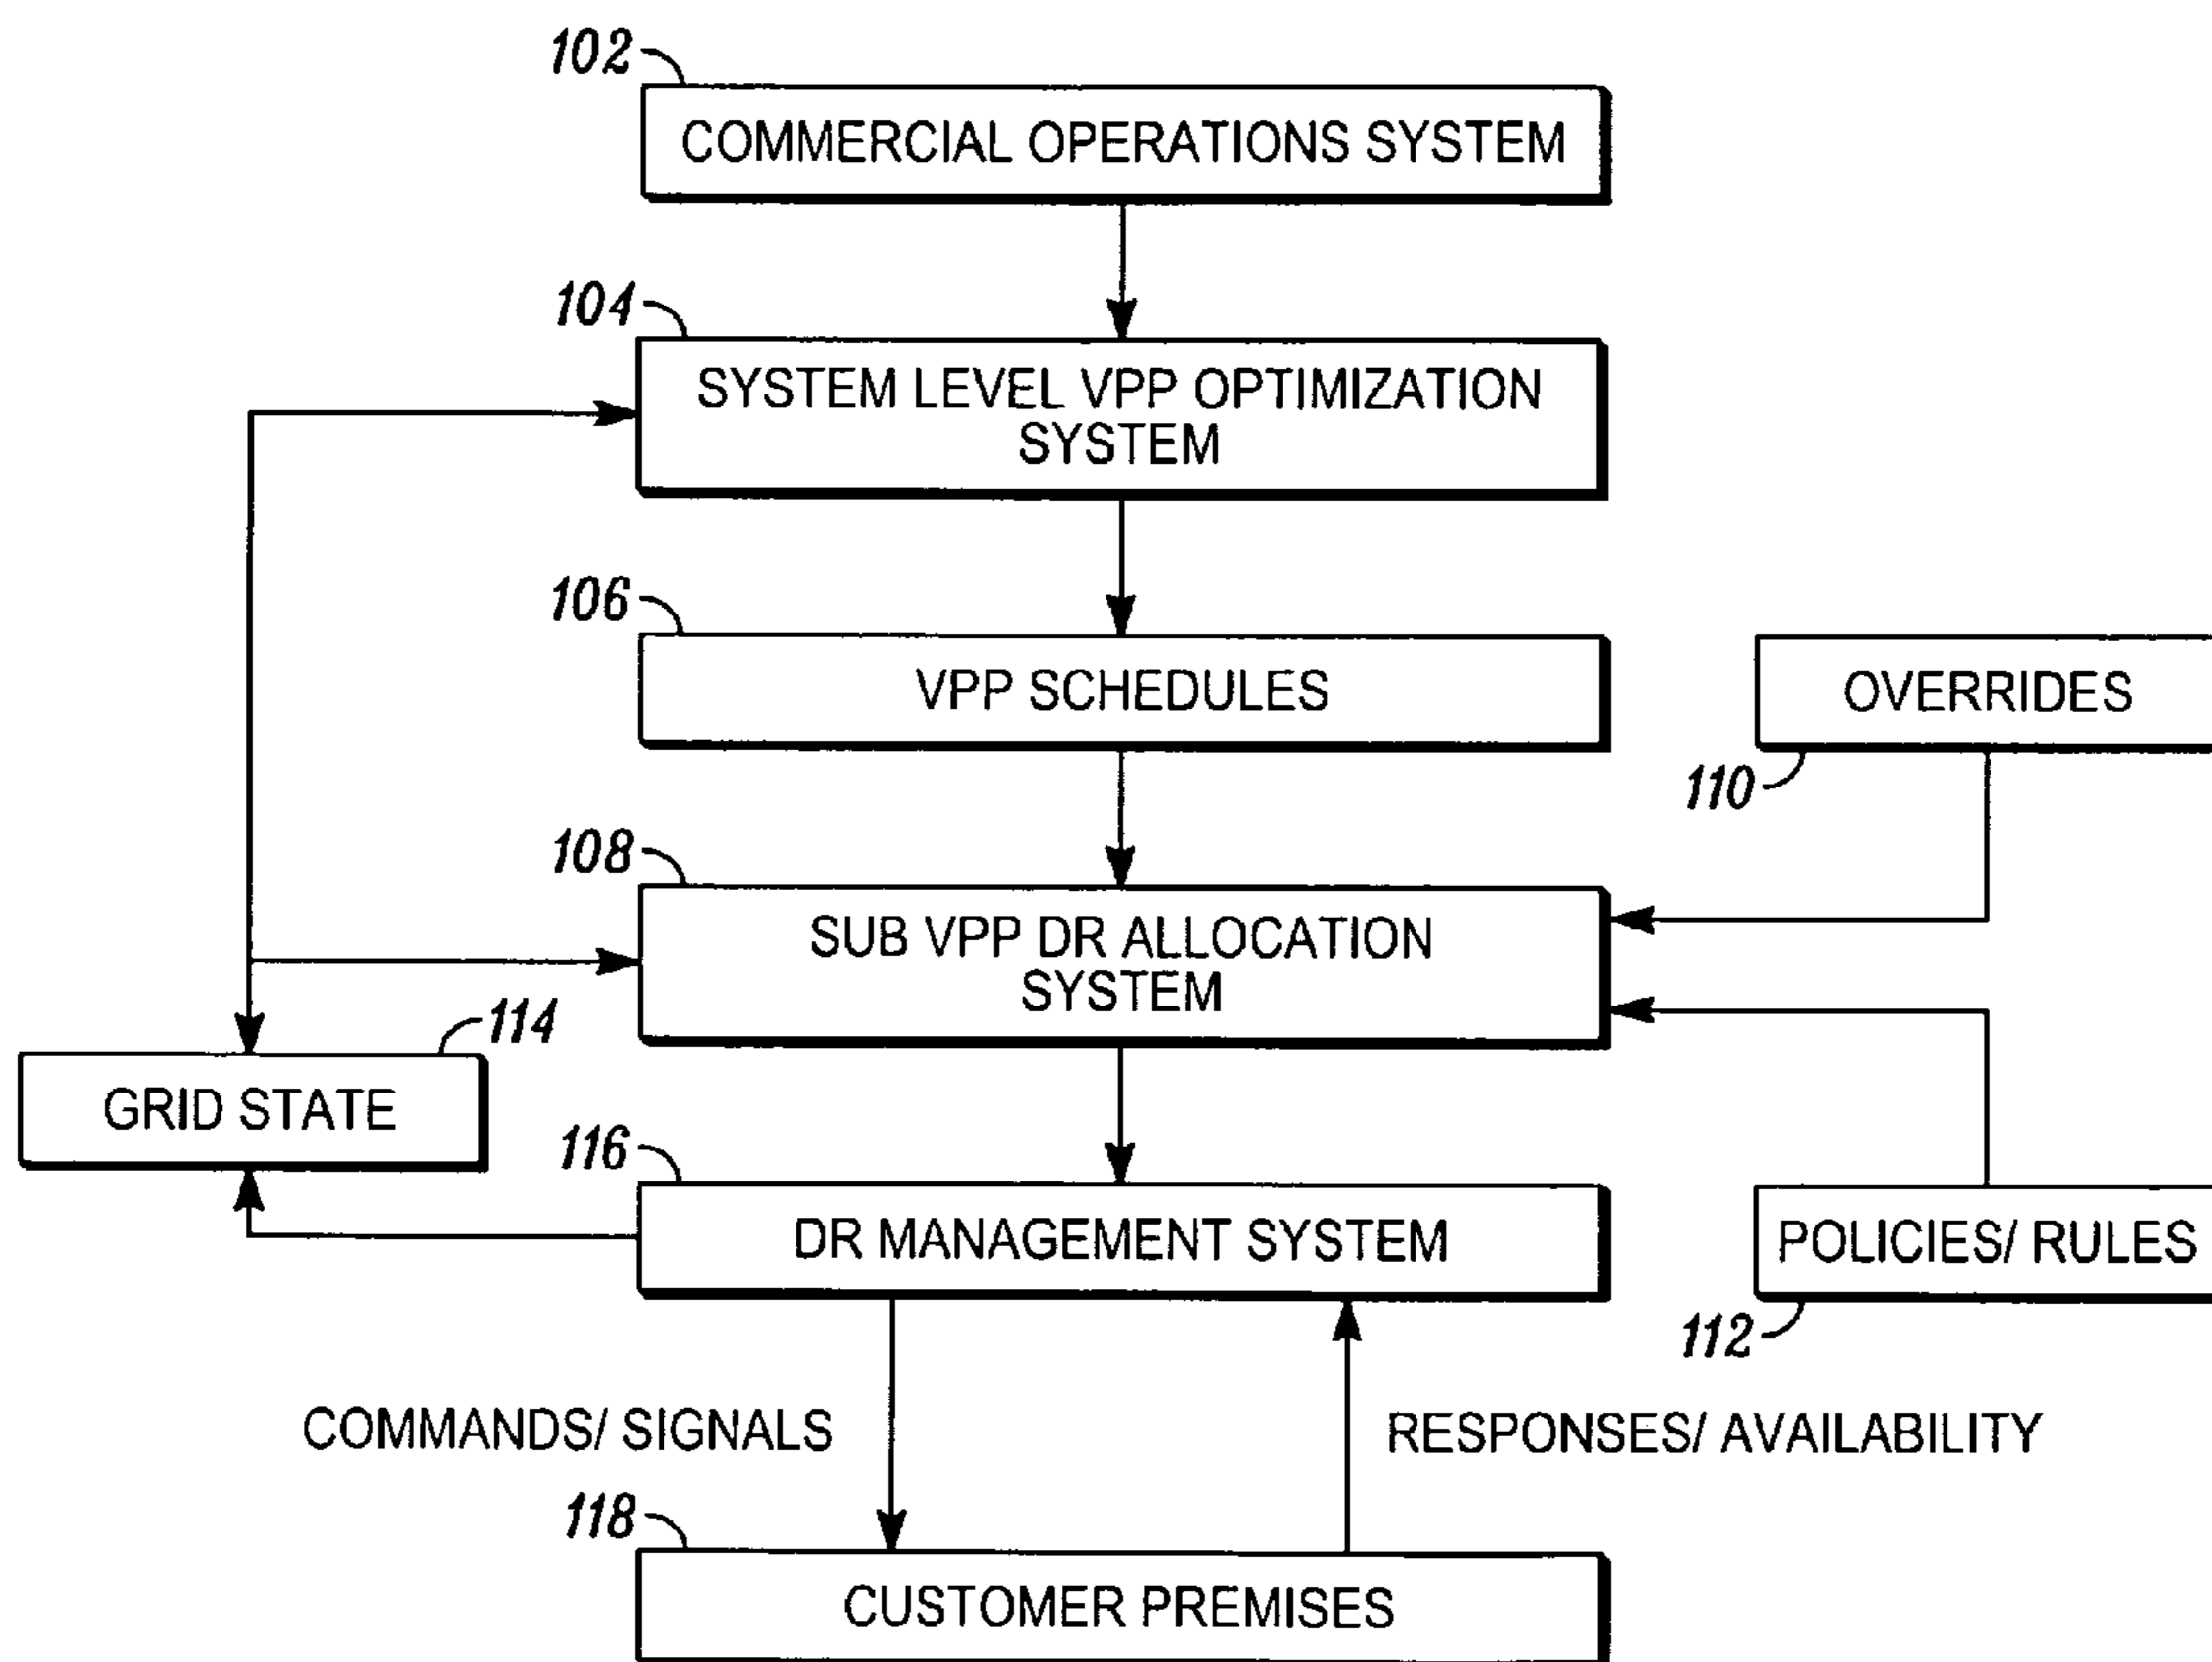 102
COMMERCIAL OPERATIONS SYSTEM
104
SYSTEM LEVEL VPP OPTIMIZATION
SYSTEM
106
VPP SCHEDULES
OVERRIDES
110
108
SUB VPP DR ALLOCATION
SYSTEM
114
GRID STATE
116
DR MANAGEMENT SYSTEM
POLICIES/ RULES
112
COMMANDS/ SIGNALS
RESPONSES/ AVAILABILITY
118
CUSTOMER PREMISES